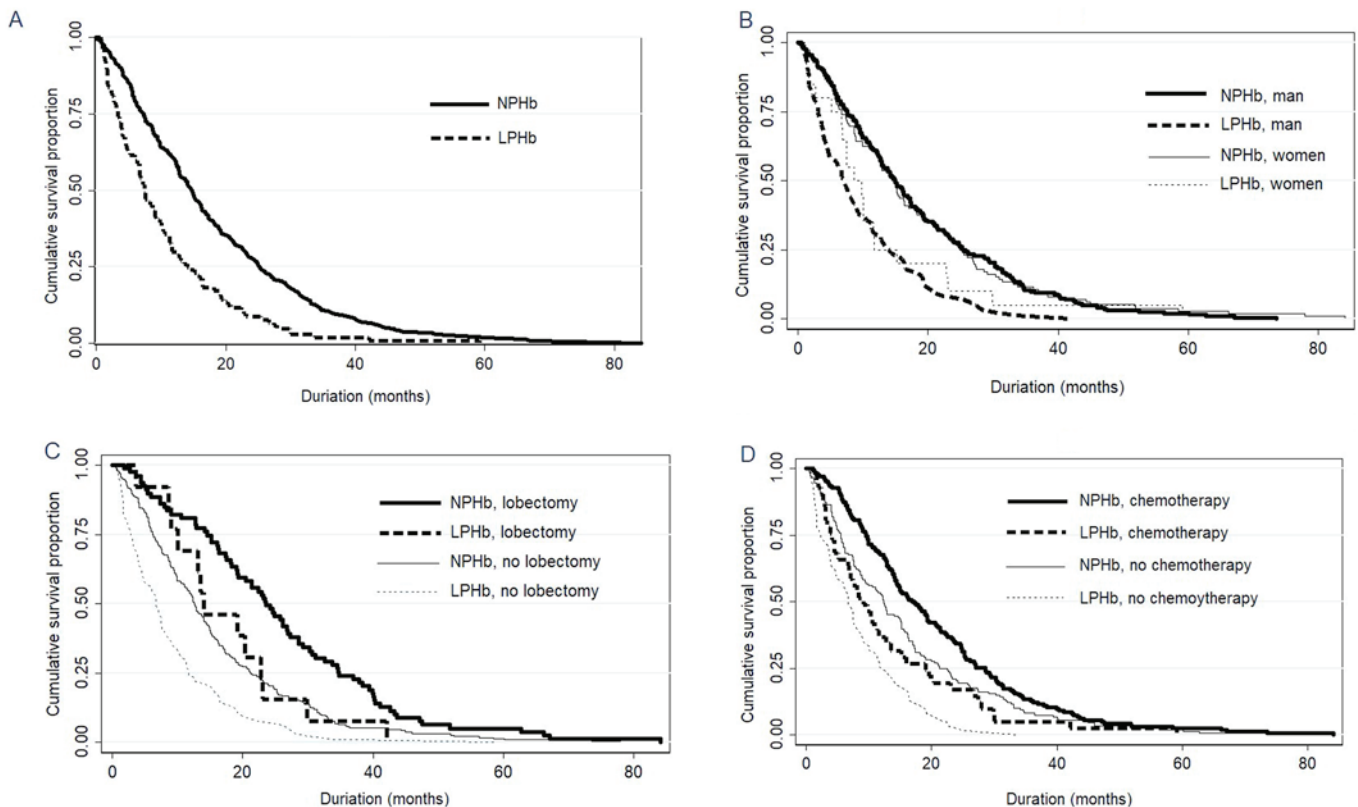 A
Cumulative survival proportion
1.00
0.75
0.50
0.25
0.00
NPHb
LPHb
0 20 40 60 80
Duriation (months)
B
Cumulative survival proportion
1.00
0.75
0.50
0.25
0.00
NPHb, man
LPHb, man
NPHb, women
LPHb, women
0 20 40 60 80
Duriation (months)
C
Cumulative survival proportion
1.00
0.75
0.50
0.25
0.00
NPHb, lobectomy
LPHb, lobectomy
NPHb, no lobectomy
LPHb, no lobectomy
0 20 40 60 80
Duriation (months)
D
Cumulative survival proportion
1.00
0.75
0.50
0.25
0.00
NPHb, chemotherapy
LPHb, chemotherapy
NPHb, no chemotherapy
LPHb, no chemoytherapy
0 20 40 60 80
Duriation (months)